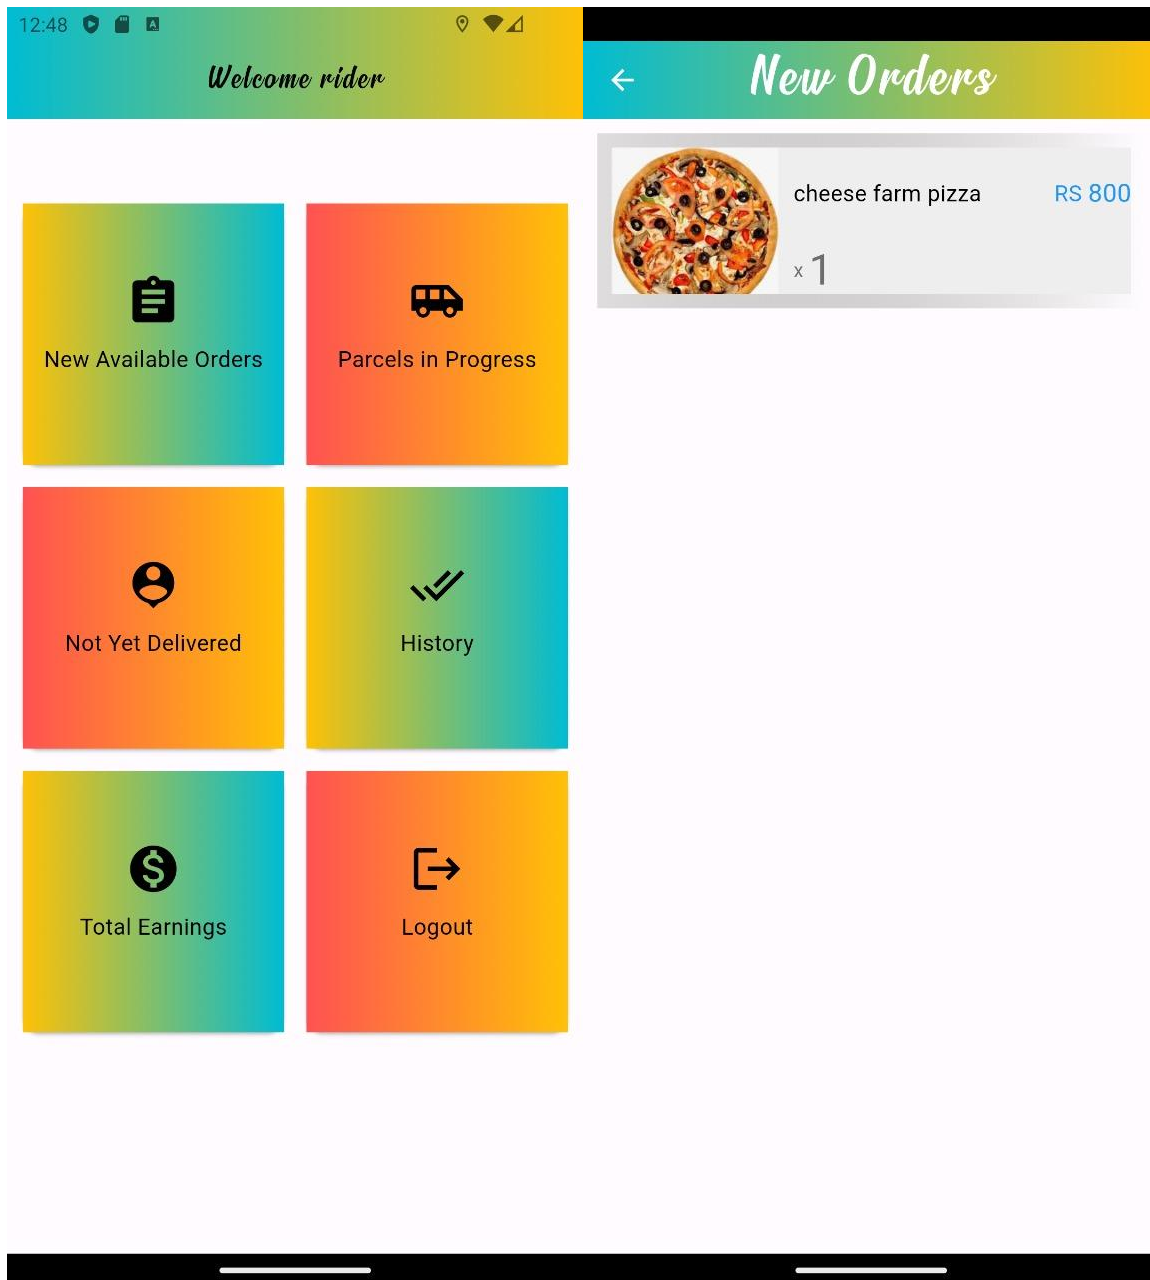 12:48
Welcome rider
New Available Orders
Parcels in Progress
Not Yet Delivered
History
Total Earnings
Logout
New Orders
cheese farm pizza
RS 800
x 1